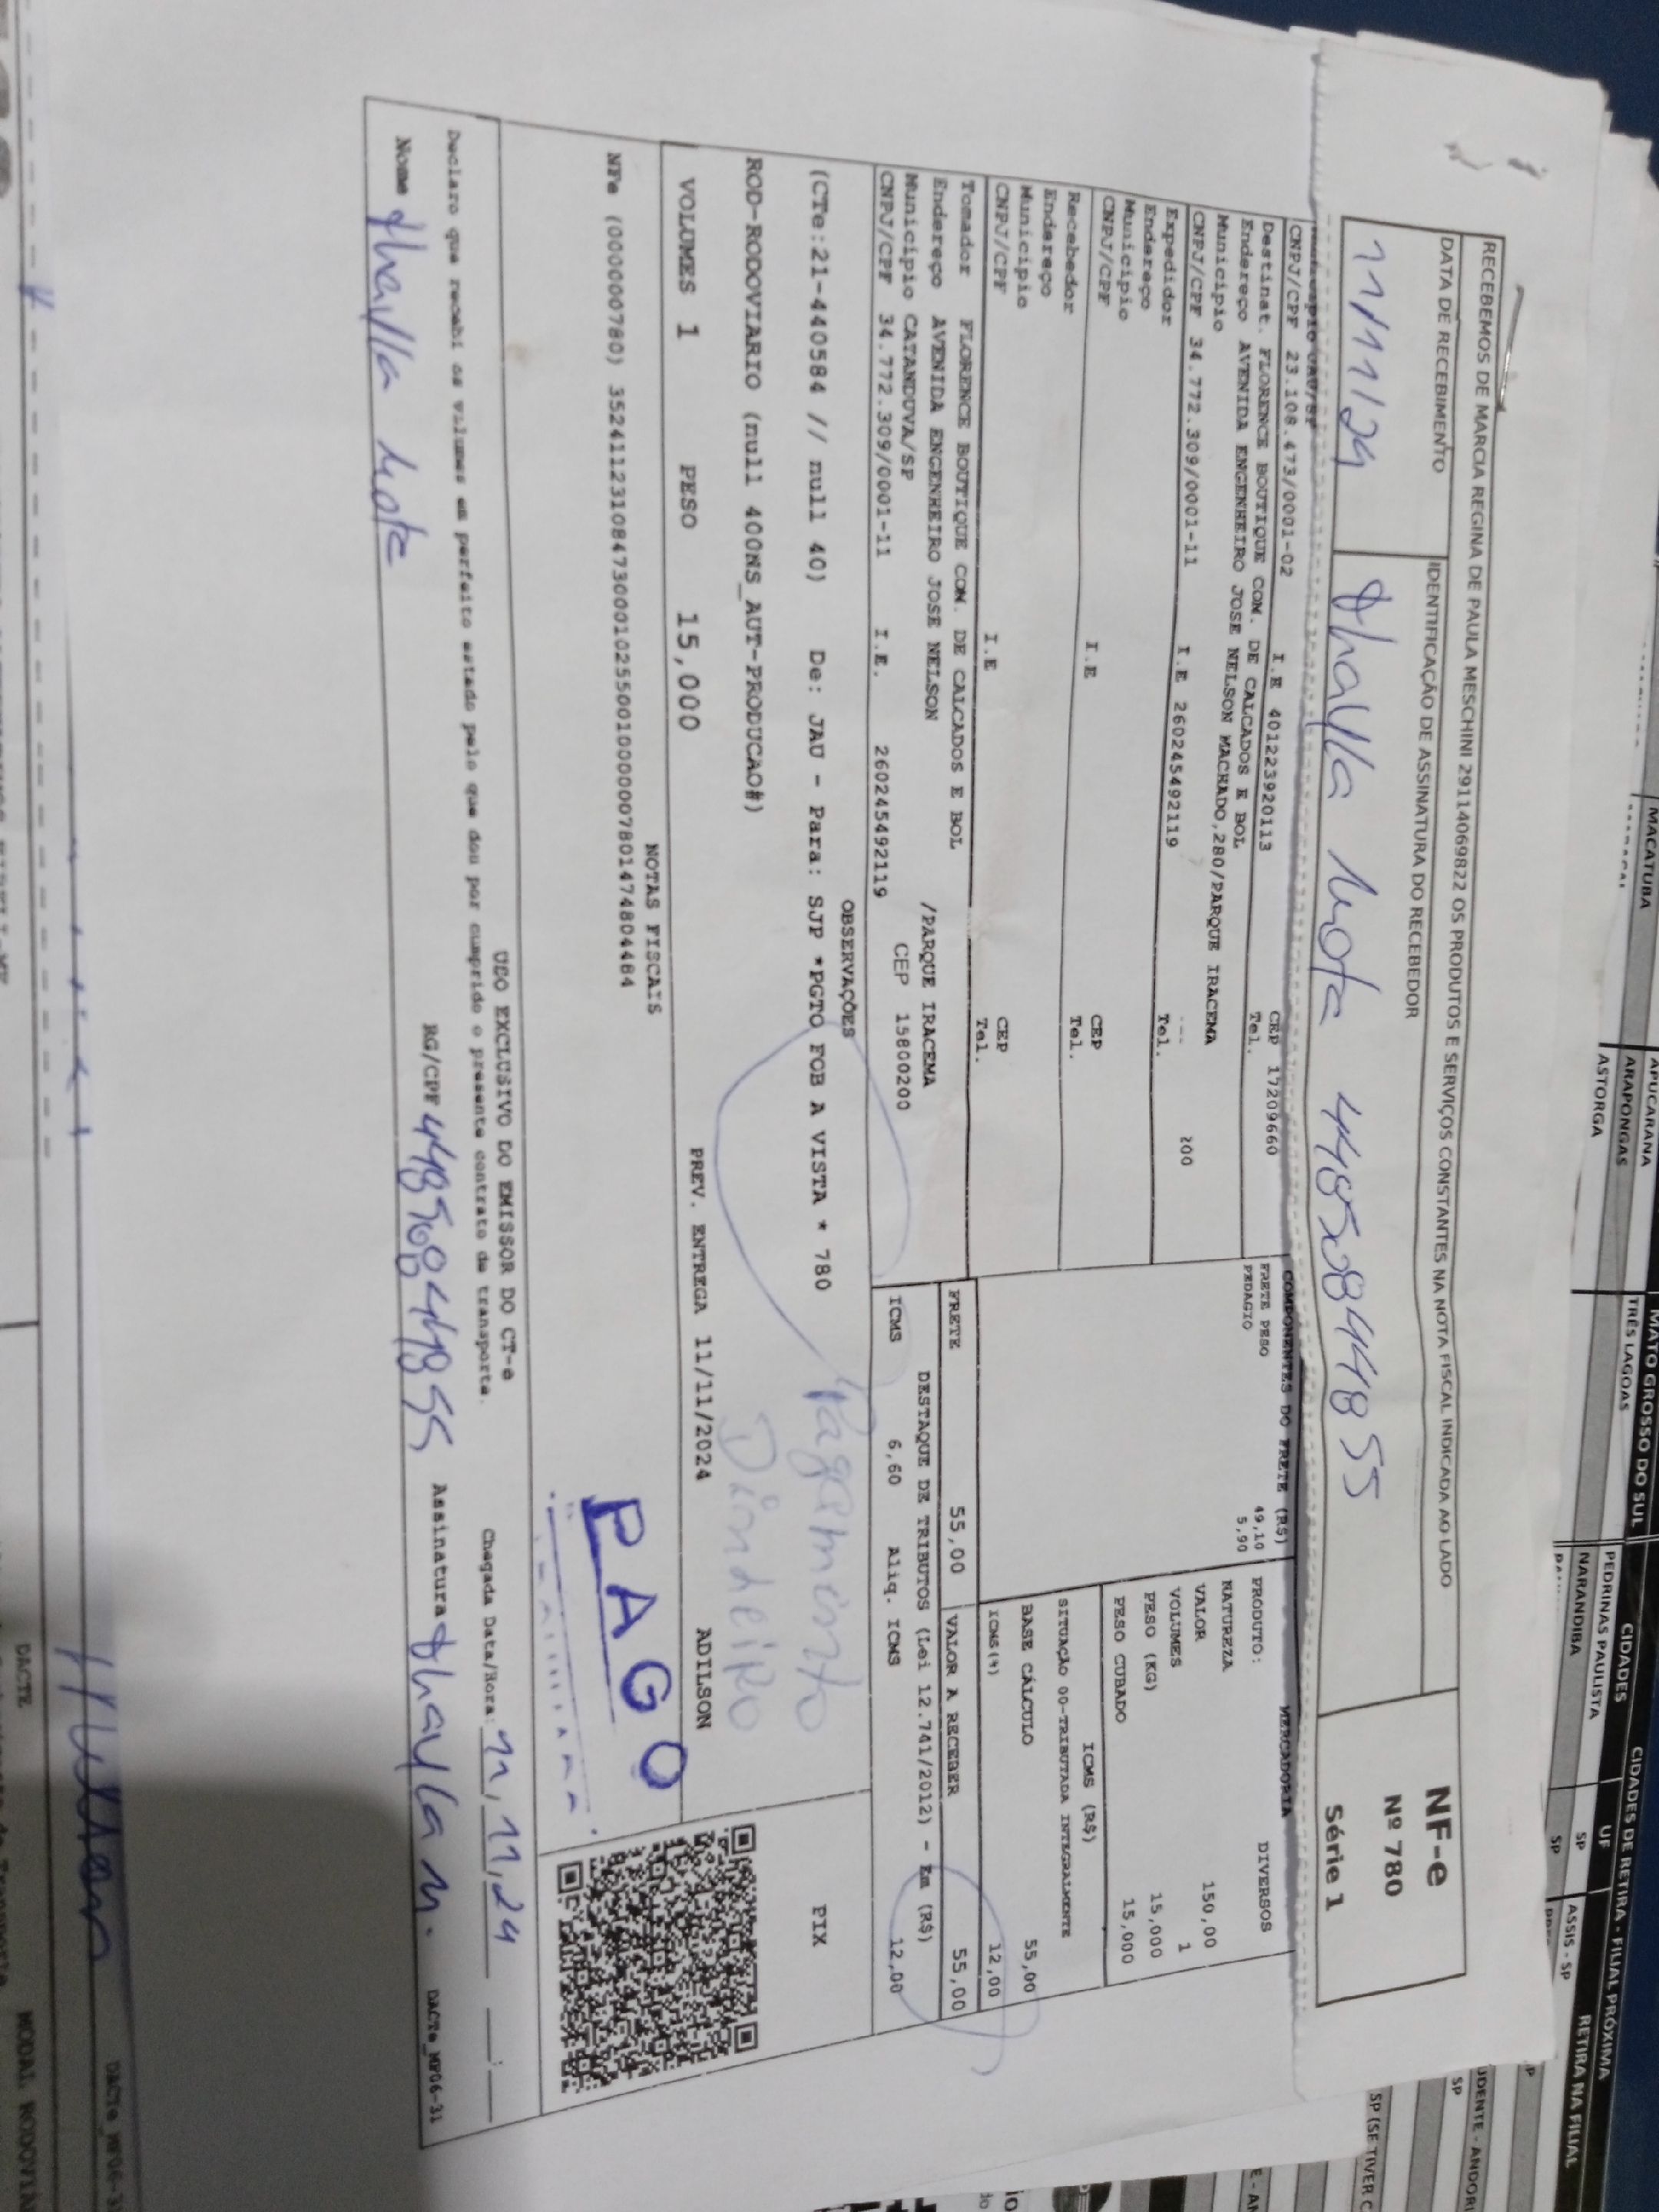 RECEBEMOS DE MARCIA REGINA DE PAULA MESCHINI 29114069822 OS PRODUTOS E SERVIÇOS CONSTANTES NA NOTA FISCAL INDICADA AO LADO
DATA DE RECEBIMENTO
11/11/24
IDENTIFICAÇÃO DE ASSINATURA DO RECEBEDOR
NF-e
Nº 780
Série 1
CNPJ/CPF 23.108.473/0001-02 I.E 401223920113 CEP 17209660
Destinat. FLORENCE BOUTIQUE COM. DE CALCADOS E BOL Tel.
Endereço AVENIDA ENGENHEIRO JOSE NELSON MACHADO,280/PARQUE IRACEMA
Município 200
CNPJ/CPF 34.772.309/0001-11 I.E 260245492119 Tel.
Expedidor
Endereço
Município CEP
CNPJ/CPF I.E Tel.
Recebedor
Endereço
Município CEP
CNPJ/CPF I.E Tel.
Tomador FLORENCE BOUTIQUE COM. DE CALCADOS E BOL
Endereço AVENIDA ENGENHEIRO JOSE NELSON /PARQUE IRACEMA
Município CATANDUVA/SP CEP 15800200
CNPJ/CPF 34.772.309/0001-11 I.E. 260245492119
COMPONENTES DO FRETE (R$)
FRETE PESO 49,10
PEDAGIO 5,90
MERCADORIA
PRODUTO: DIVERSOS
NATUREZA
VALOR 150,00
VOLUMES 1
PESO (KG) 15,000
PESO CUBADO 15,000
ICMS (R$)
SITUAÇÃO 00-TRIBUTADA INTEGRALMENTE
BASE CÁLCULO 55,00
ICMS(%) 12,00
FRETE 55,00 VALOR A RECEBER 55,00
DESTAQUE DE TRIBUTOS (Lei 12.741/2012) - Em (R$)
ICMS 6,60 Aliq. ICMS 12,00
OBSERVAÇÕES
(CTe:21-440584 // null 40) De: JAU - Para: SJP *PGTO FOB A VISTA * 780
ROD-RODOVIARIO (null 400NS_AUT-PRODUCAO#)
Pagamento
Dinheiro
PIX
VOLUMES 1 PESO 15,000 PREV. ENTREGA 11/11/2024 ADILSON
NOTAS FISCAIS
PAGO
USO EXCLUSIVO DO EMISSOR DO CT-e
Declaro que recebi os vilumes em perfeito estado pelo que dou por cumprido o presente contrato de transporte.
Chegada Data/Hora: 11,11,24
Nome
RG/CPF
Assinatura
DACTe_MP06-31
DACTe_MP06-31
DACTE
MODAL
MACATUBA
APUCARANA
ARAPONGAS
ASTORGA
MATO GROSSO DO SUL
TRÊS LAGOAS
CIDADES
PEDRINAS PAULISTA
NARANDIBA
CIDADES DE RETIRA - FILIAL PRÓXIMA
UF
SP
SP
RETIRA NA FILIAL
ASSIS - SP